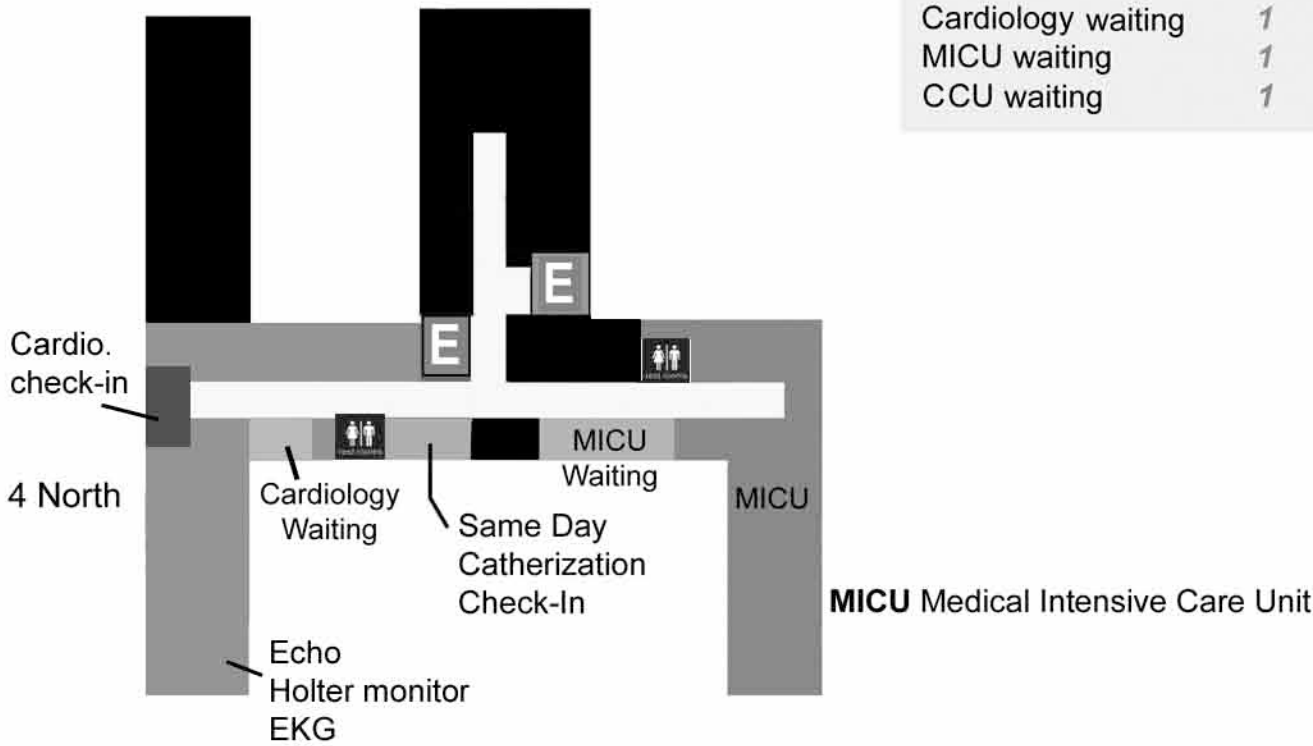 Cardiology waiting 1
MICU waiting 1
CCU waiting 1
E
E
Cardio.
check-in
MICU
Waiting
4 North
Cardiology
Waiting
MICU
Same Day
Catherization
Check-In
MICU Medical Intensive Care Unit
Echo
Holter monitor
EKG